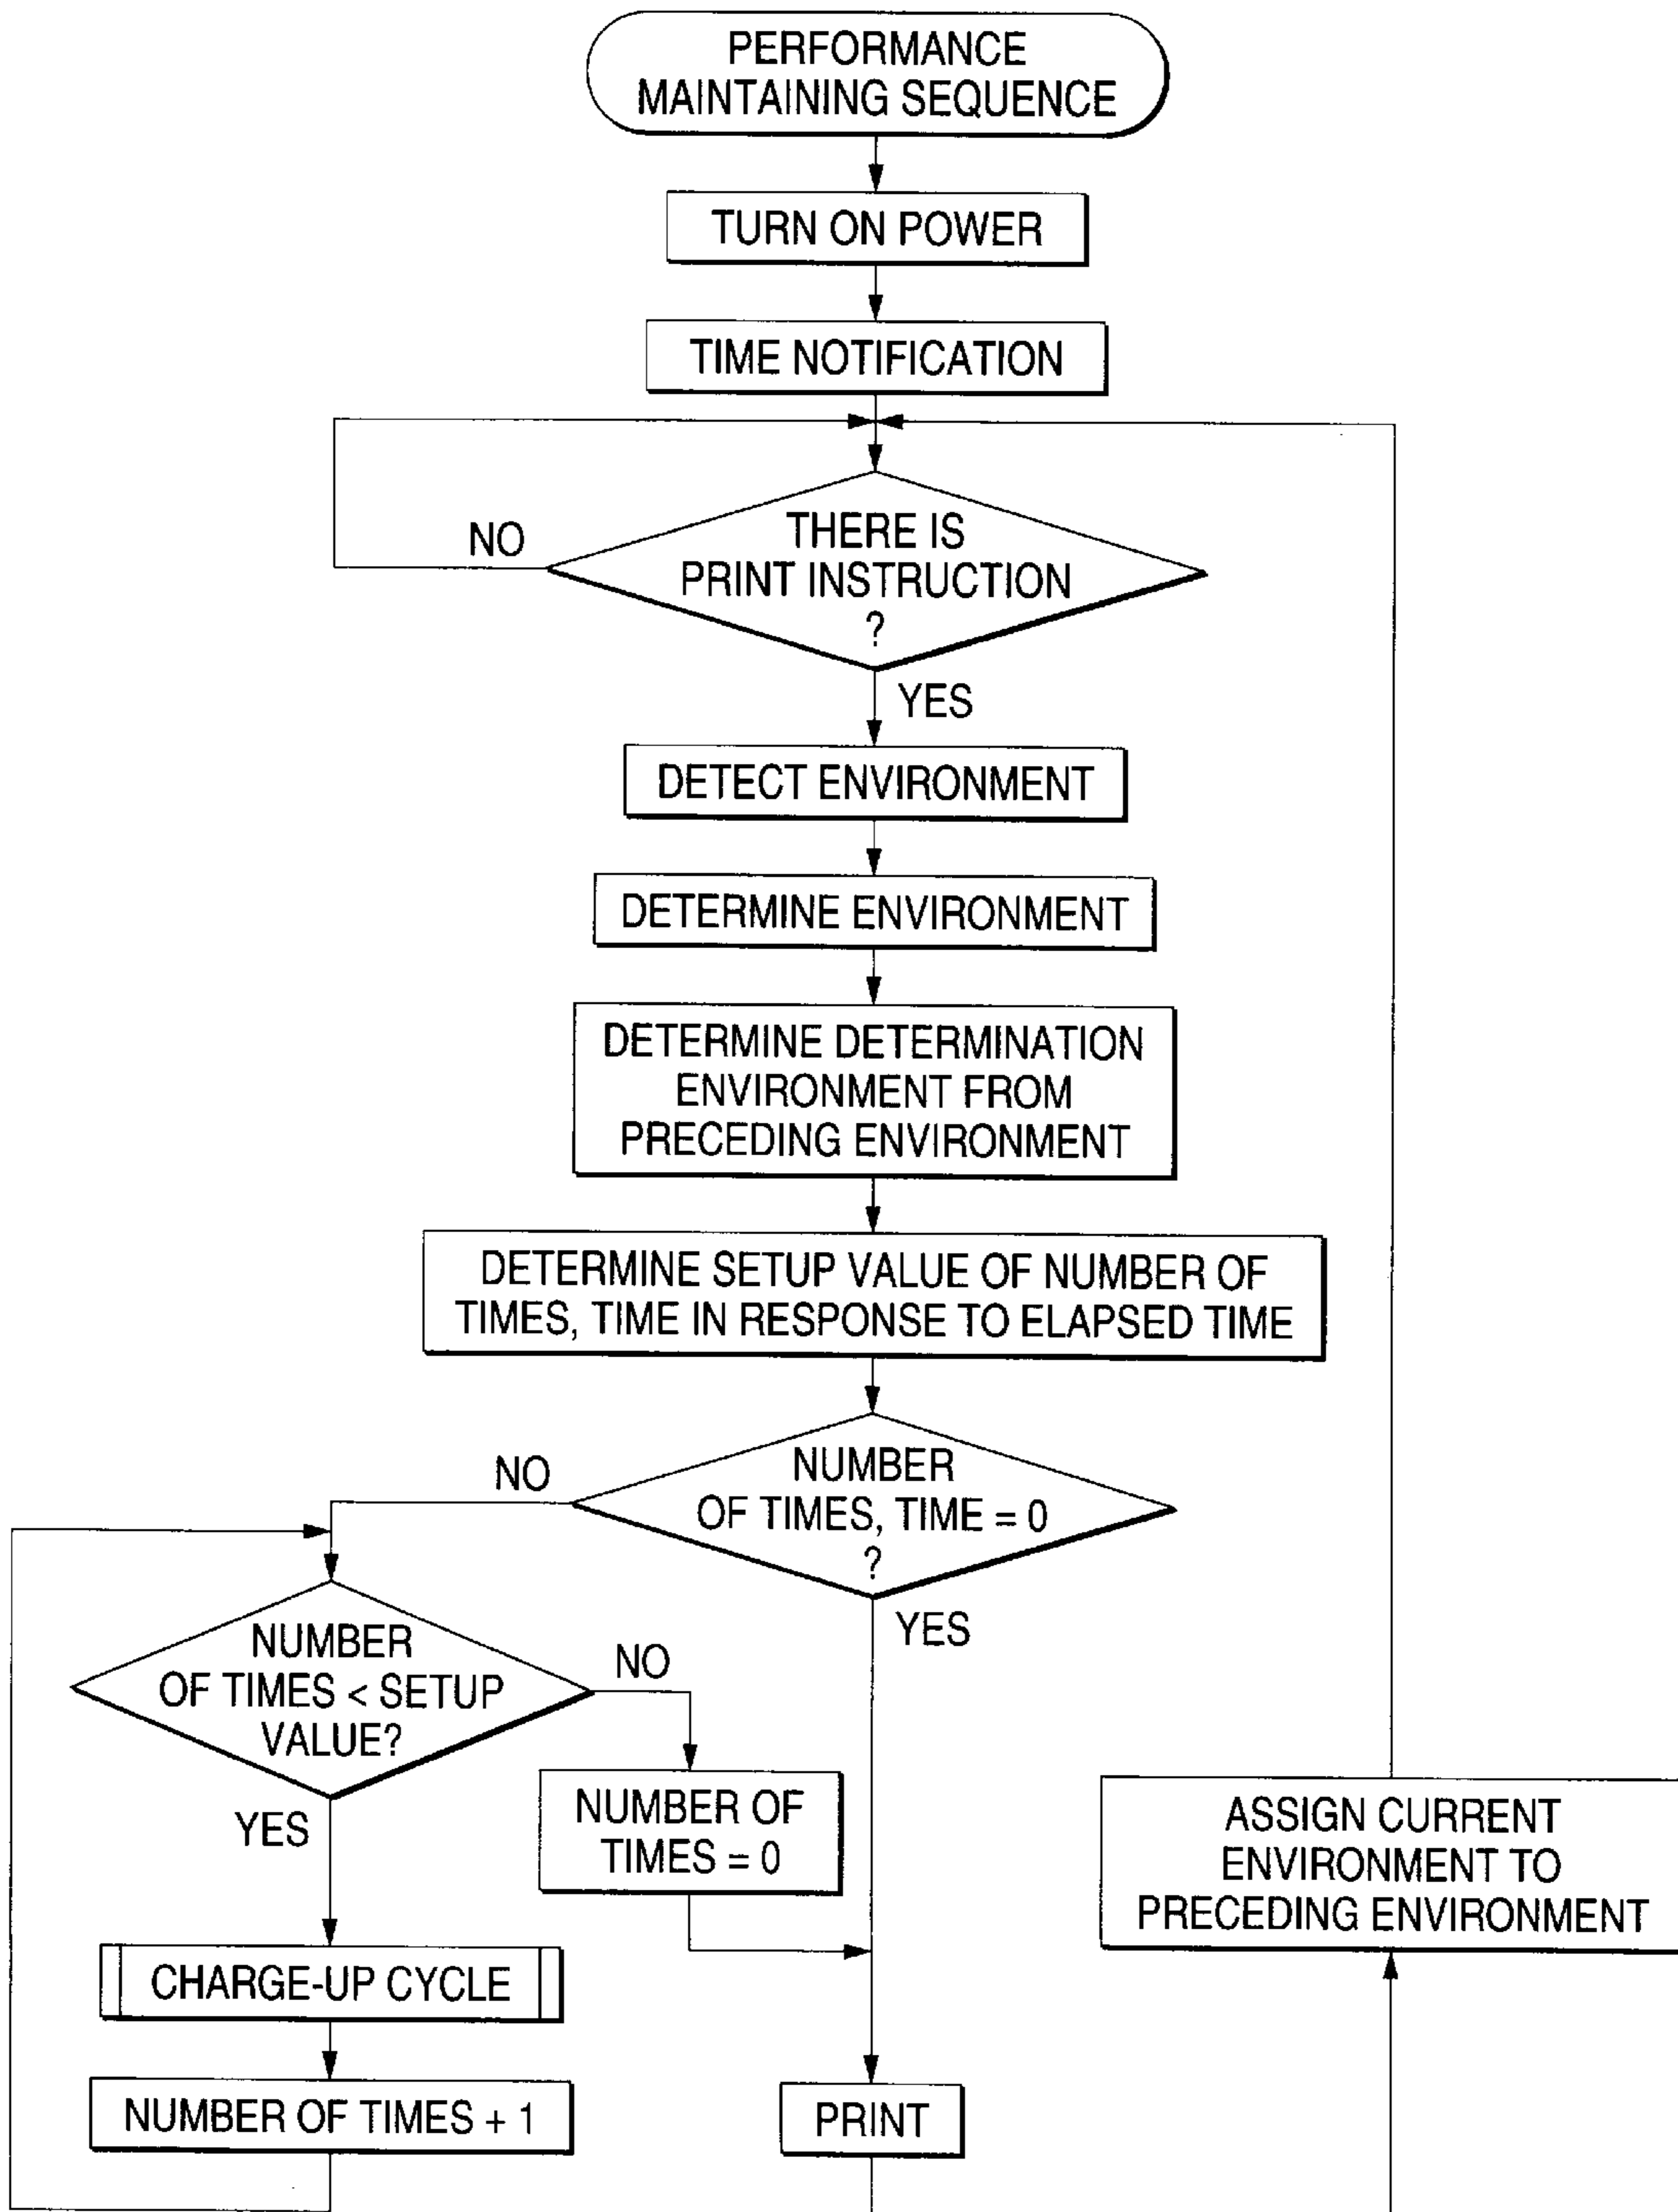 PERFORMANCE
MAINTAINING SEQUENCE
TURN ON POWER
TIME NOTIFICATION
NO
THERE IS
PRINT INSTRUCTION
?
YES
DETECT ENVIRONMENT
DETERMINE ENVIRONMENT
DETERMINE DETERMINATION
ENVIRONMENT FROM
PRECEDING ENVIRONMENT
DETERMINE SETUP VALUE OF NUMBER OF
TIMES, TIME IN RESPONSE TO ELAPSED TIME
NO
NUMBER
OF TIMES, TIME = 0
?
YES
NUMBER
OF TIMES < SETUP
VALUE?
NO
YES
NUMBER OF
TIMES = 0
CHARGE-UP CYCLE
NUMBER OF TIMES + 1
PRINT
ASSIGN CURRENT
ENVIRONMENT TO
PRECEDING ENVIRONMENT